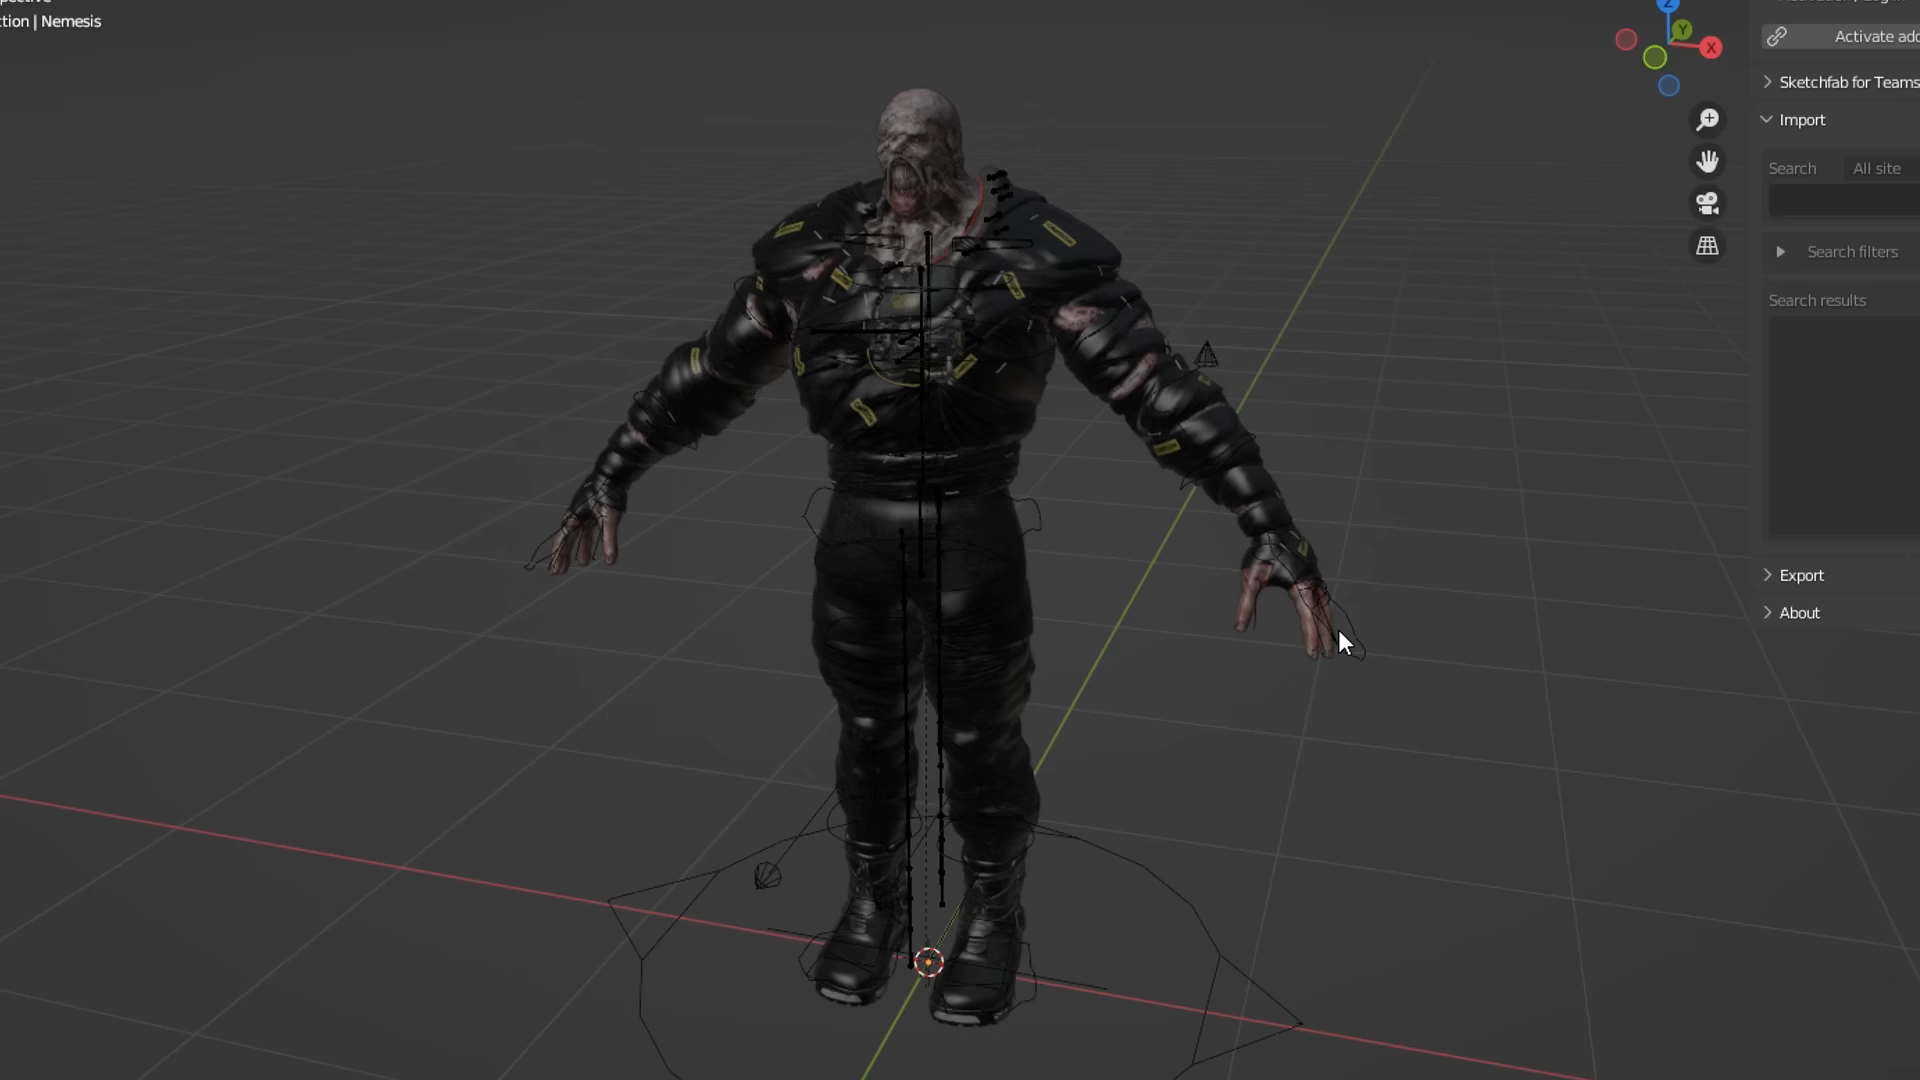 tion | Nemesis
Z
Y
X
Activate add
Sketchfab for Teams
Import
Search All site
Search filters
Search results
Export
About